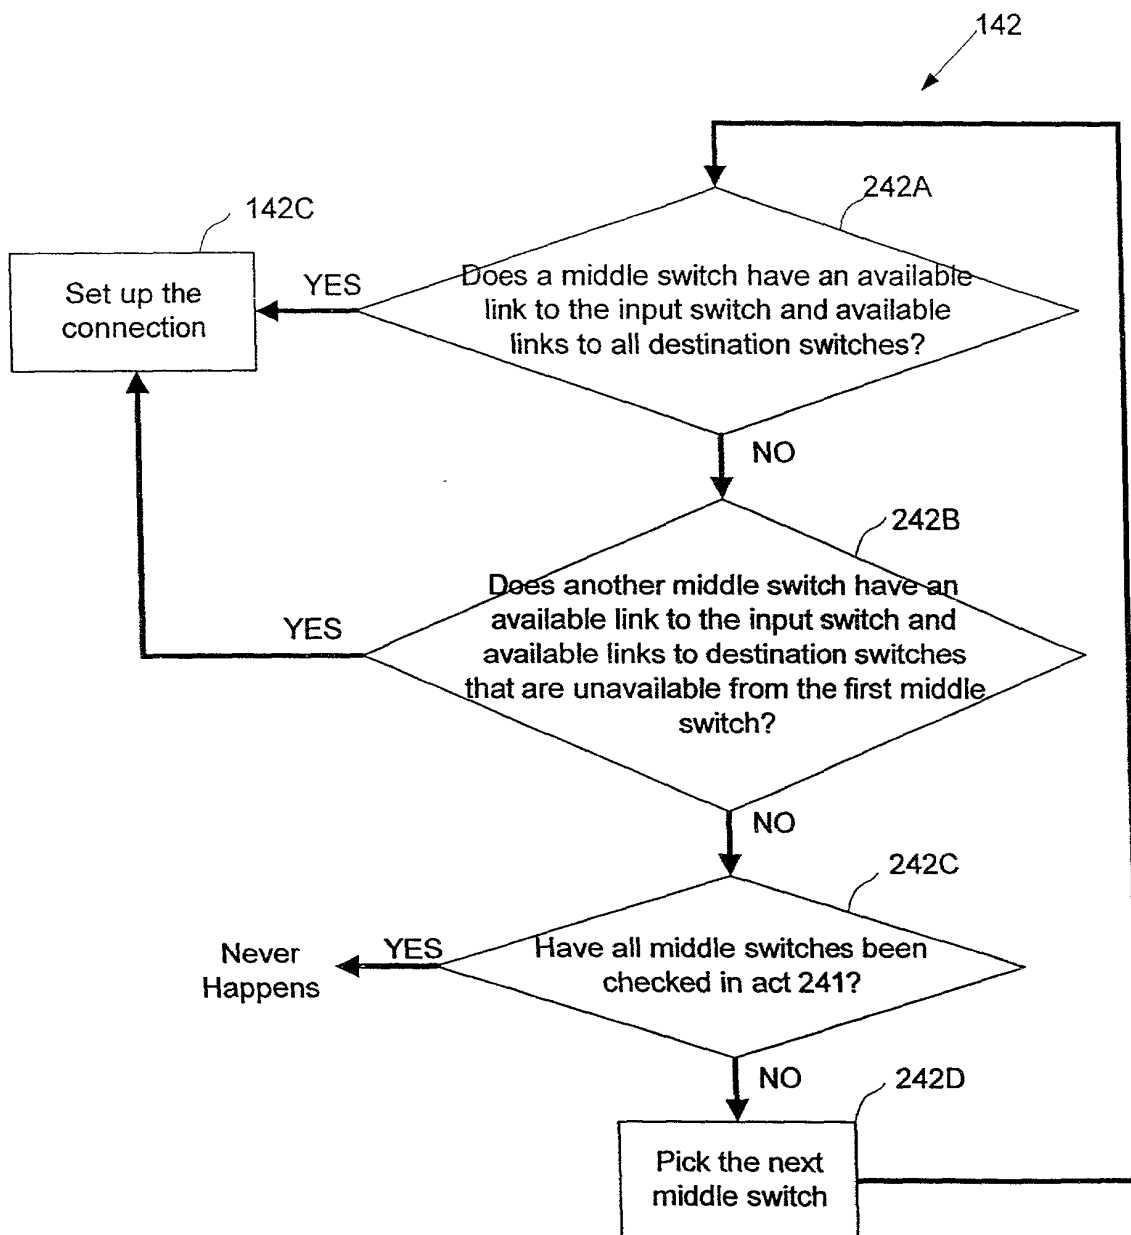 142
242A
142C
Set up the
connection
YES
Does a middle switch have an available
link to the input switch and available
links to all destination switches?
NO
242B
YES
Does another middle switch have an
available link to the input switch and
available links to destination switches
that are unavailable from the first middle
switch?
NO
242C
Never
Happens
YES
Have all middle switches been
checked in act 241?
NO
242D
Pick the next
middle switch